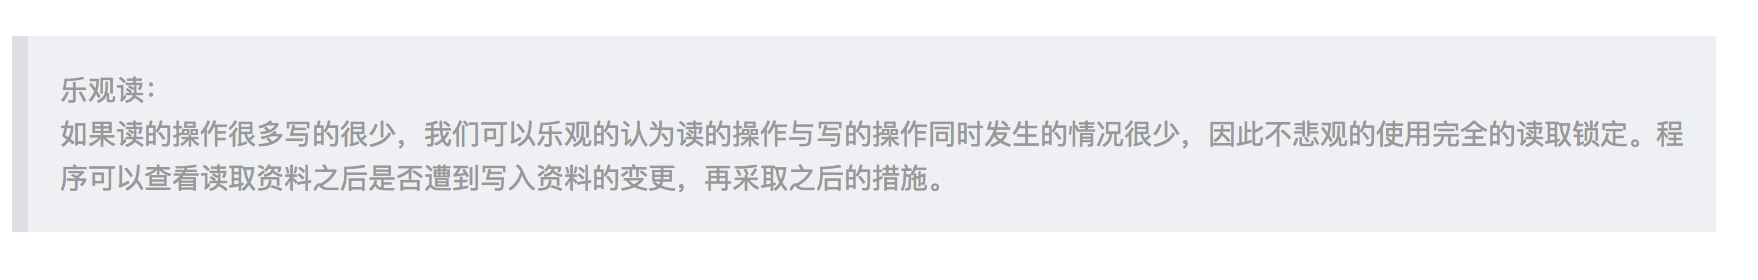 乐观读：
如果读的操作很多写的很少，我们可以乐观的认为读的操作与写的操作同时发生的情况很少，因此不悲观的使用完全的读取锁定。程
序可以查看读取资料之后是否遭到写入资料的变更，再采取之后的措施。